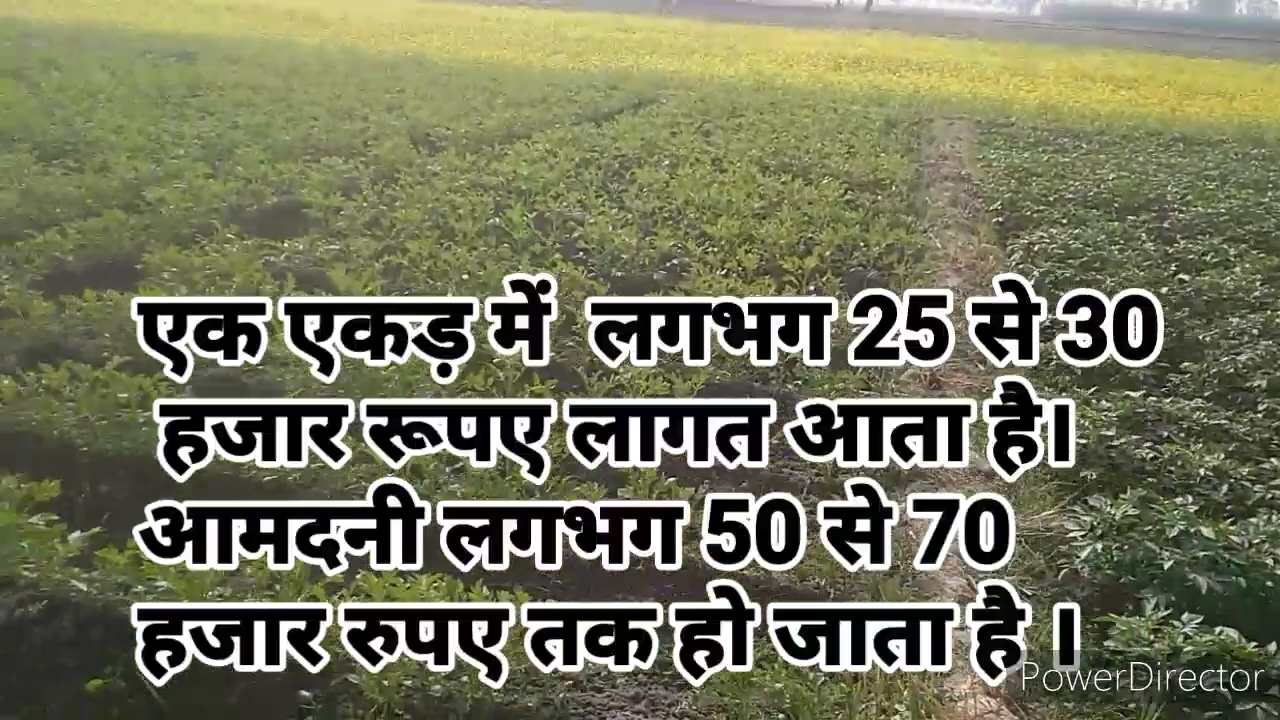 एक एकड़ में लगभग 25 से 30
हजार रूपए लागत आता है।
आमदनी लगभग 50 से 70
हजार रुपए तक हो जाता है ।
PowerDirector